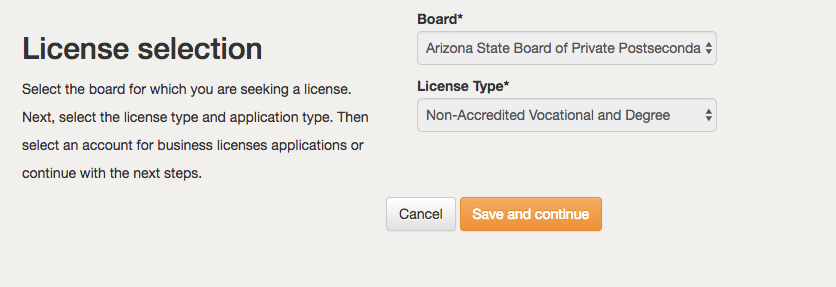 License selection
Select the board for which you are seeking a license.
Next, select the license type and application type. Then
select an account for business licenses applications or
continue with the next steps.
Board*
Arizona State Board of Private Postseconda
License Type*
Non-Accredited Vocational and Degree
Cancel
Save and continue